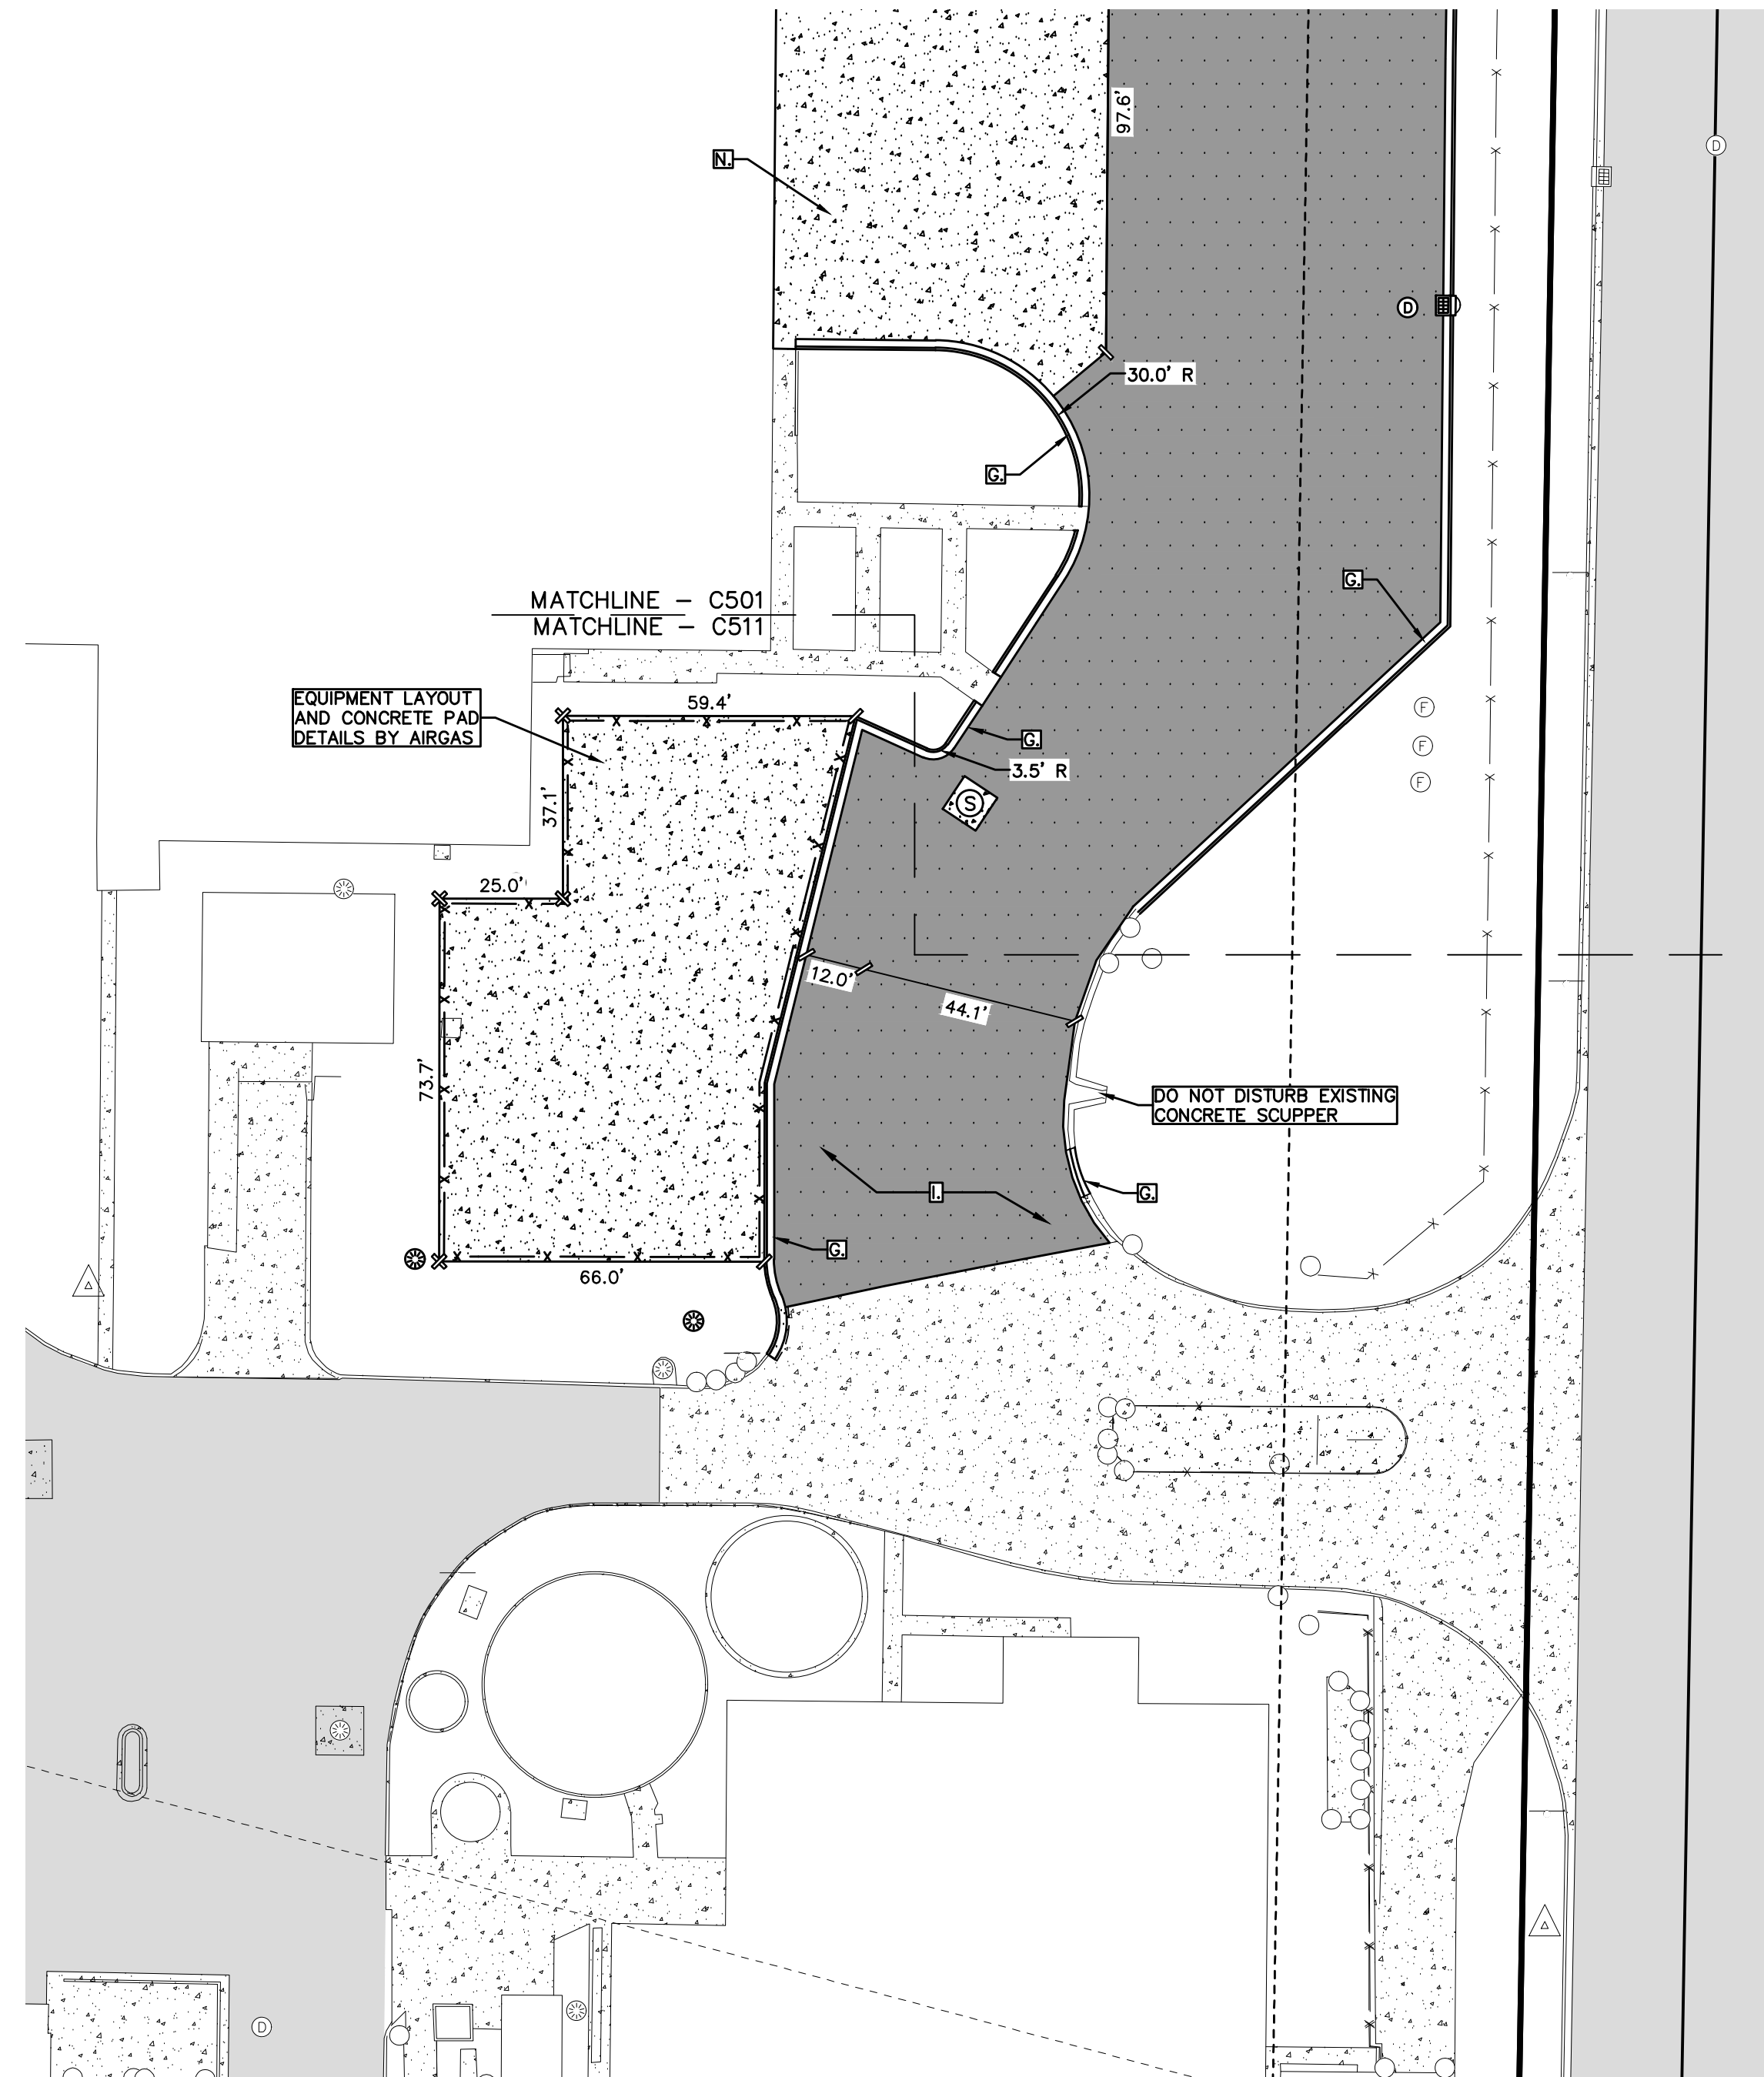 97.6'
D
N.
D
30.0' R
G.
G.
MATCHLINE – C501
MATCHLINE – C511
EQUIPMENT LAYOUT
AND CONCRETE PAD
DETAILS BY AIRGAS
59.4'
F
G.
F
3.5' R
F
S
37.1'
25.0'
12.0'
44.1'
73.7'
DO NOT DISTURB EXISTING
CONCRETE SCUPPER
I.
G.
G.
66.0'
D